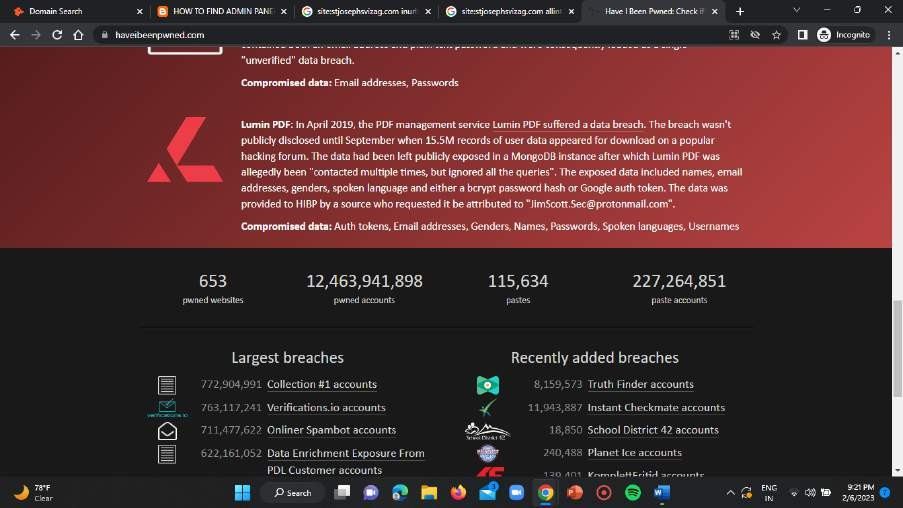 Domain Search
HOW TO FIND ADMIN PANE
site:stjosephsvizag.com inur
site:stjosephsvizag.com allint
Have I Been Pwned: Check if
haveibeenpwned.com
Incognito
"unverified" data breach.
Compromised data: Email addresses, Passwords
Lumin PDF: In April 2019, the PDF management service Lumin PDF suffered a data breach. The breach wasn't
publicly disclosed until September when 15.5M records of user data appeared for download on a popular
hacking forum. The data had been left publicly exposed in a MongoDB instance after which Lumin PDF was
allegedly been "contacted multiple times, but ignored all the queries". The exposed data included names, email
addresses, genders, spoken language and either a bcrypt password hash or Google auth token. The data was
provided to HIBP by a source who requested it be attributed to "JimScott.Sec@protonmail.com".
Compromised data: Auth tokens, Email addresses, Genders, Names, Passwords, Spoken languages, Usernames
653 12,463,941,898 115,634 227,264,851
pwned websites pwned accounts pastes paste accounts
Largest breaches
772,904,991 Collection #1 accounts
763,117,241 Verifications.io accounts
711,477,622 Onliner Spambot accounts
622,161,052 Data Enrichment Exposure From
PDL Customer accounts
Recently added breaches
8,159,573 Truth Finder accounts
11,943,887 Instant Checkmate accounts
18,850 School District 42 accounts
240,488 Planet Ice accounts
139,401 KomplettFritid accounts
78°F
Clear
Search
ENG
IN
9:21 PM
2/6/2023